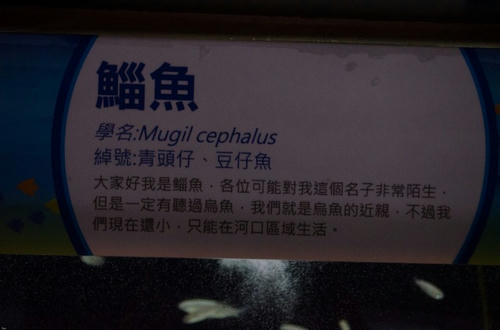 鯔魚
學名:Mugil cephalus
綽號:青頭仔、豆仔魚
大家好我是鯔魚，各位可能對我這個名子非常陌生，
但是一定有聽過烏魚，我們就是烏魚的近親，不過我
們現在還小，只能在河口區域生活。